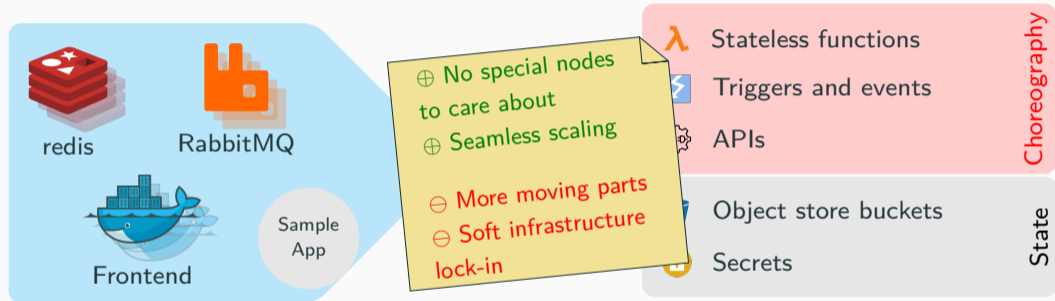 redis
RabbitMQ
Frontend
Sample
App
⊕ No special nodes
to care about
⊕ Seamless scaling
⊖ More moving parts
⊖ Soft infrastructure
lock-in
Stateless functions
Triggers and events
APIs
Choreography
Object store buckets
Secrets
State